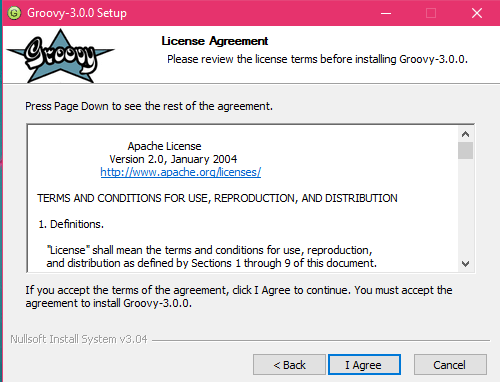 Groovy-3.0.0 Setup
Groovy
License Agreement
Please review the license terms before installing Groovy-3.0.0.
Press Page Down to see the rest of the agreement.
Apache License
Version 2.0, January 2004
http://www.apache.org/licenses/
TERMS AND CONDITIONS FOR USE, REPRODUCTION, AND DISTRIBUTION
1. Definitions.
"License" shall mean the terms and conditions for use, reproduction,
and distribution as defined by Sections 1 through 9 of this document.
If you accept the terms of the agreement, click I Agree to continue. You must accept the
agreement to install Groovy-3.0.0.
Nullsoft Install System v3.04
< Back
I Agree
Cancel